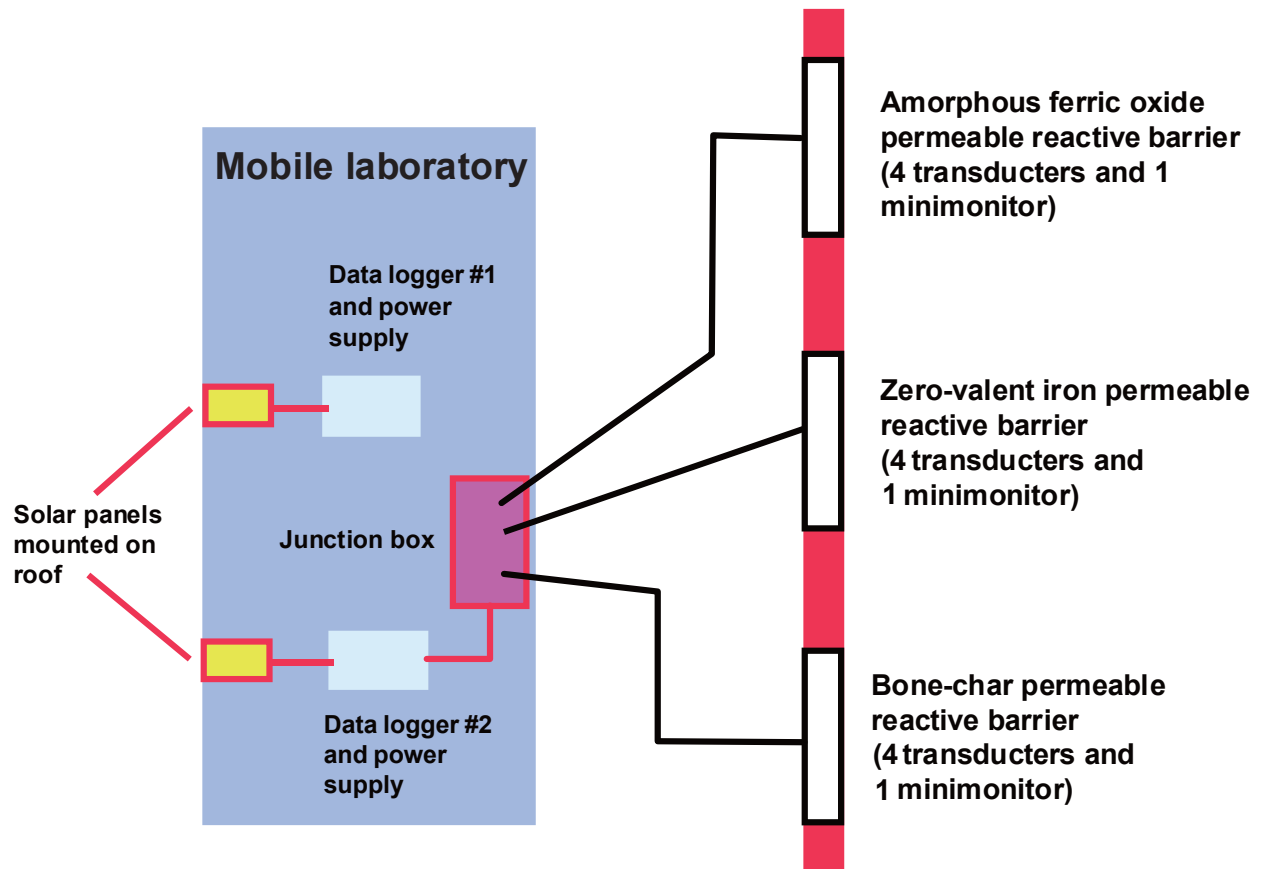 Mobile laboratory
Data logger #1
and power
supply
Solar panels
mounted on
roof
Junction box
Data logger #2
and power
supply
Amorphous ferric oxide
permeable reactive barrier
(4 transducters and 1
minimonitor)
Zero-valent iron permeable
reactive barrier
(4 transducters and
1 minimonitor)
Bone-char permeable
reactive barrier
(4 transducters and
1 minimonitor)